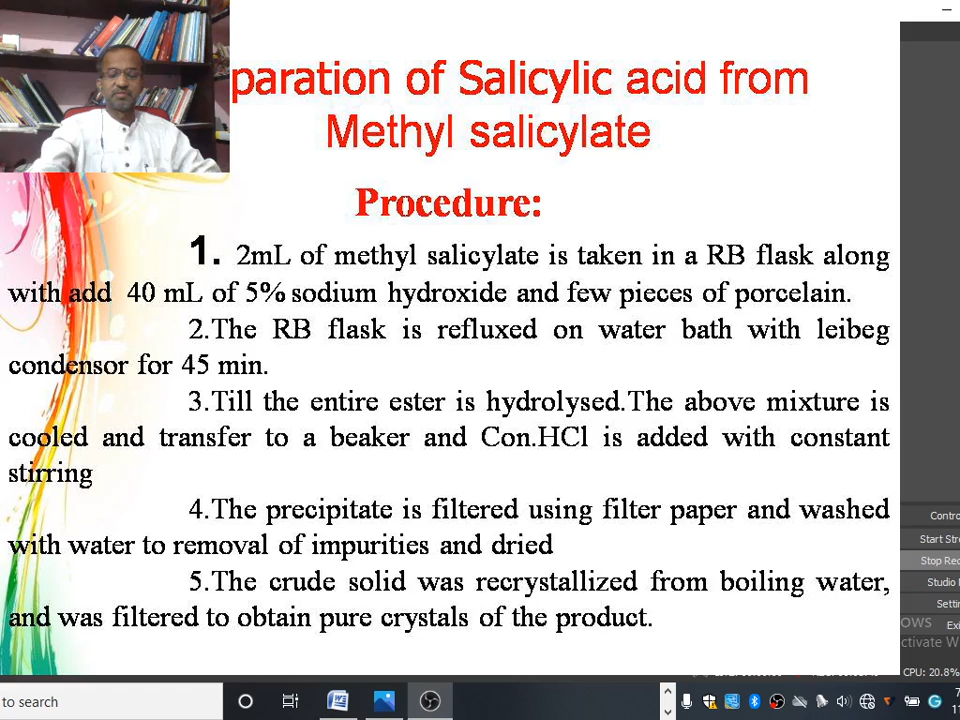 paration of Salicylic acid from
Methyl salicylate
Procedure:
1. 2mL of methyl salicylate is taken in a RB flask along
with add 40 mL of 5% sodium hydroxide and few pieces of porcelain.
2.The RB flask is refluxed on water bath with leibeg
condensor for 45 min.
3.Till the entire ester is hydrolysed.The above mixture is
cooled and transfer to a beaker and Con.HCl is added with constant
stirring
4.The precipitate is filtered using filter paper and washed
with water to removal of impurities and dried
5.The crude solid was recrystallized from boiling water,
and was filtered to obtain pure crystals of the product.
Contro
Start Stre
Stop Rec
Studio
Settin
Exi
ows
ctivate W
CPU: 20.8%
to search